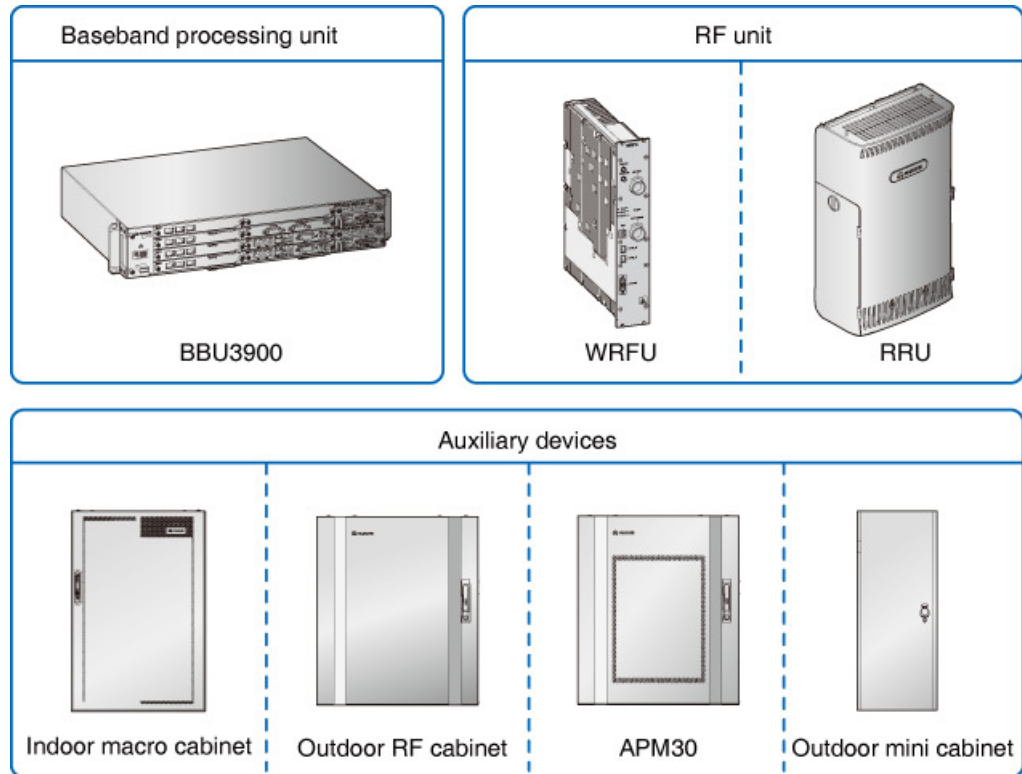 Baseband processing unit
RF unit
BBU3900
WRFU
RRU
Auxiliary devices
Indoor macro cabinet
Outdoor RF cabinet
APM30
Outdoor mini cabinet